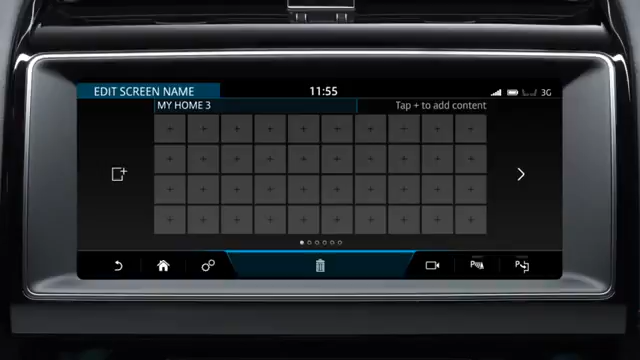 EDIT SCREEN NAME
11:55
3G
MY HOME 3
Tap + to add content